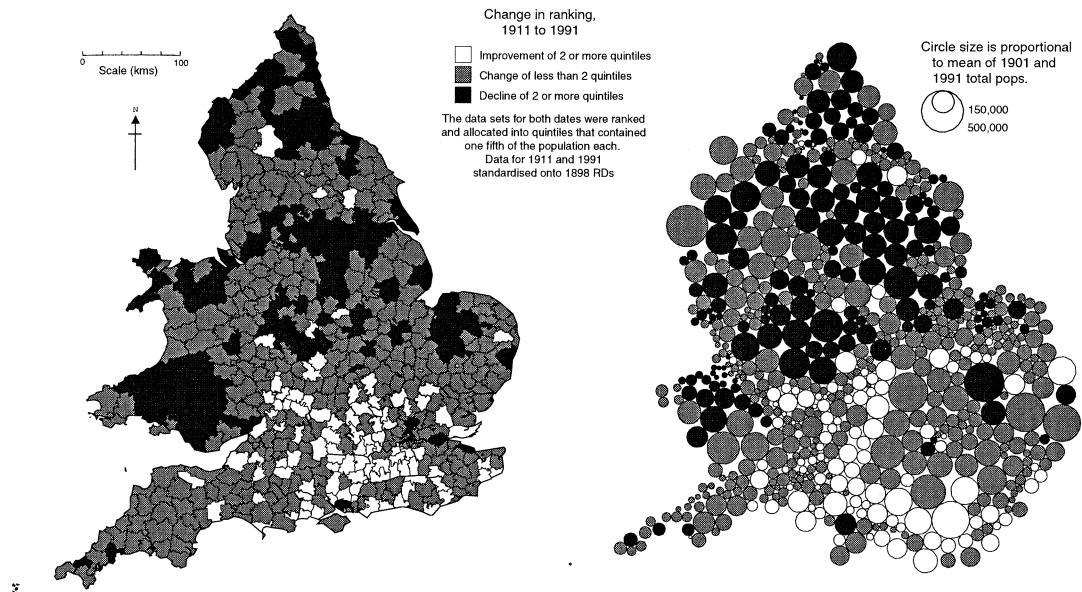 Change in ranking,
1911 to 1991
Improvement of 2 or more quintiles
Change of less than 2 quintiles
Decline of 2 or more quintiles
The data sets for both dates were ranked
and allocated into quintiles that contained
one fifth of the population each.
Data for 1911 and 1991
standardised onto 1898 RDs
0 100
Scale (kms)
N
Circle size is proportional
to mean of 1901 and
1991 total pops.
150,000
500,000